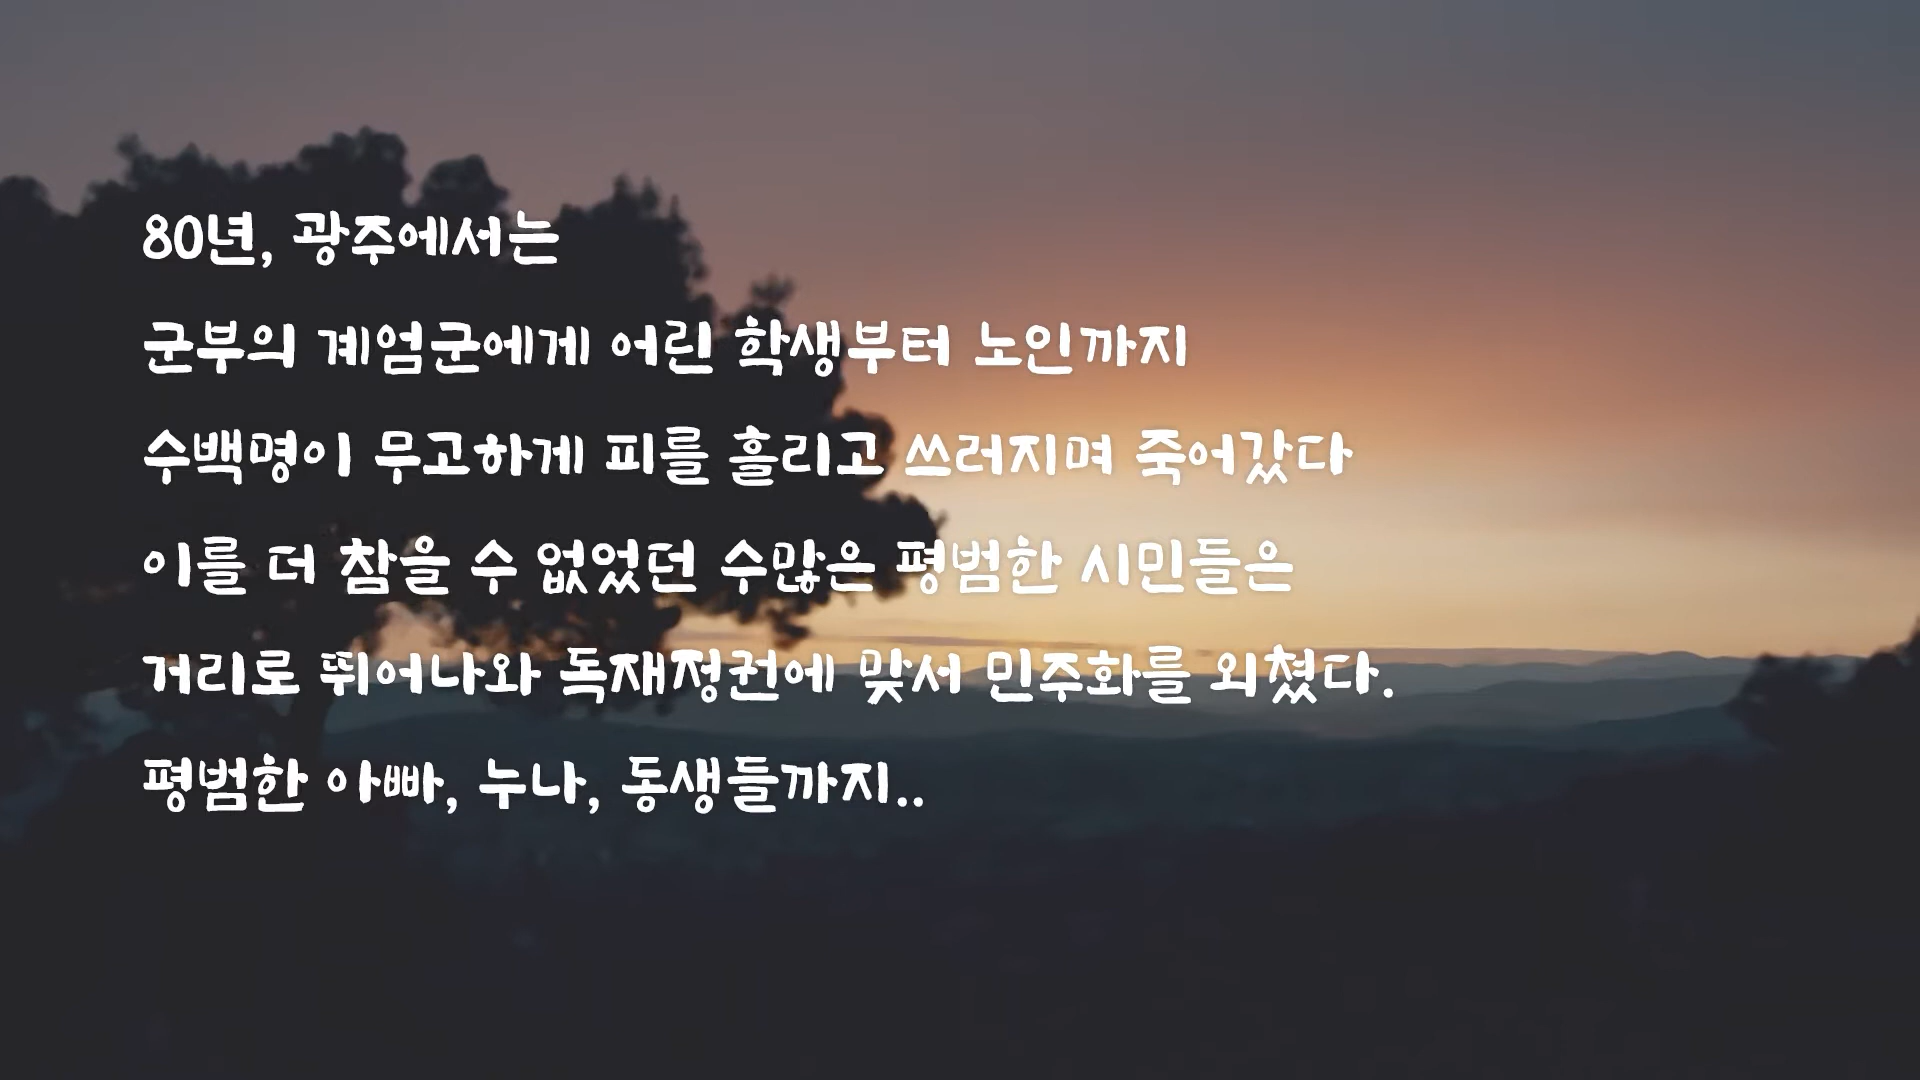 80년, 광주에서는
군부의 계엄군에게 어린 학생부터 노인까지
수백명이 무고하게 피를 흘리고 쓰러지며 죽어갔다
이를 더 참을 수 없었던 수많은 평범한 시민들은
거리로 뛰어나와 독재정권에 맞서 민주화를 외쳤다.
평범한 아빠, 누나, 동생들까지..